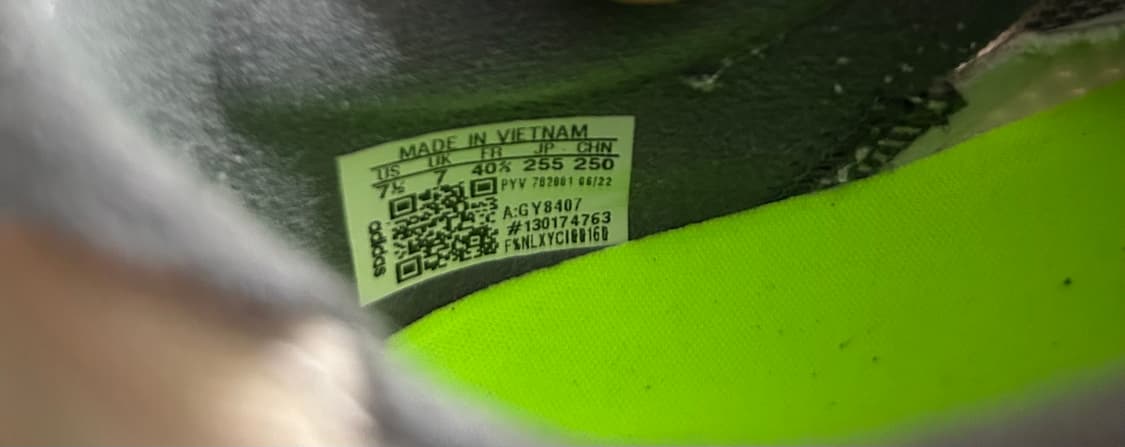 MADE IN VIETNAM
US UK FR JP CHN
7½ 7 40⅔ 255 250
PYV 782001 06/22
A:GY8407
#130174763
adidas